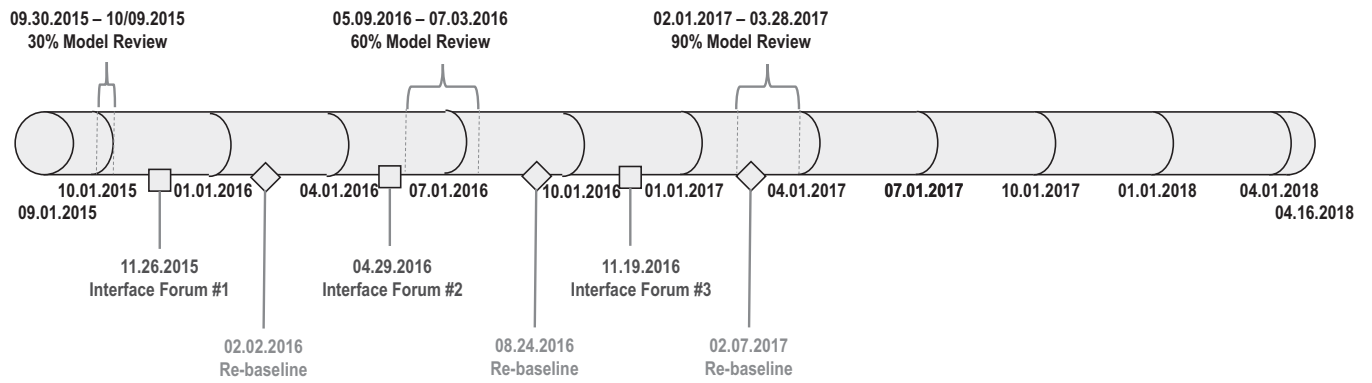 09.30.2015 – 10/09.2015
30% Model Review
05.09.2016 – 07.03.2016
60% Model Review
02.01.2017 – 03.28.2017
90% Model Review
10.01.2015
01.01.2016
04.01.2016
07.01.2016
10.01.2016
01.01.2017
04.01.2017
07.01.2017
10.01.2017
01.01.2018
04.01.2018
09.01.2015
04.16.2018
11.26.2015
Interface Forum #1
04.29.2016
Interface Forum #2
11.19.2016
Interface Forum #3
02.02.2016
Re-baseline
08.24.2016
Re-baseline
02.07.2017
Re-baseline